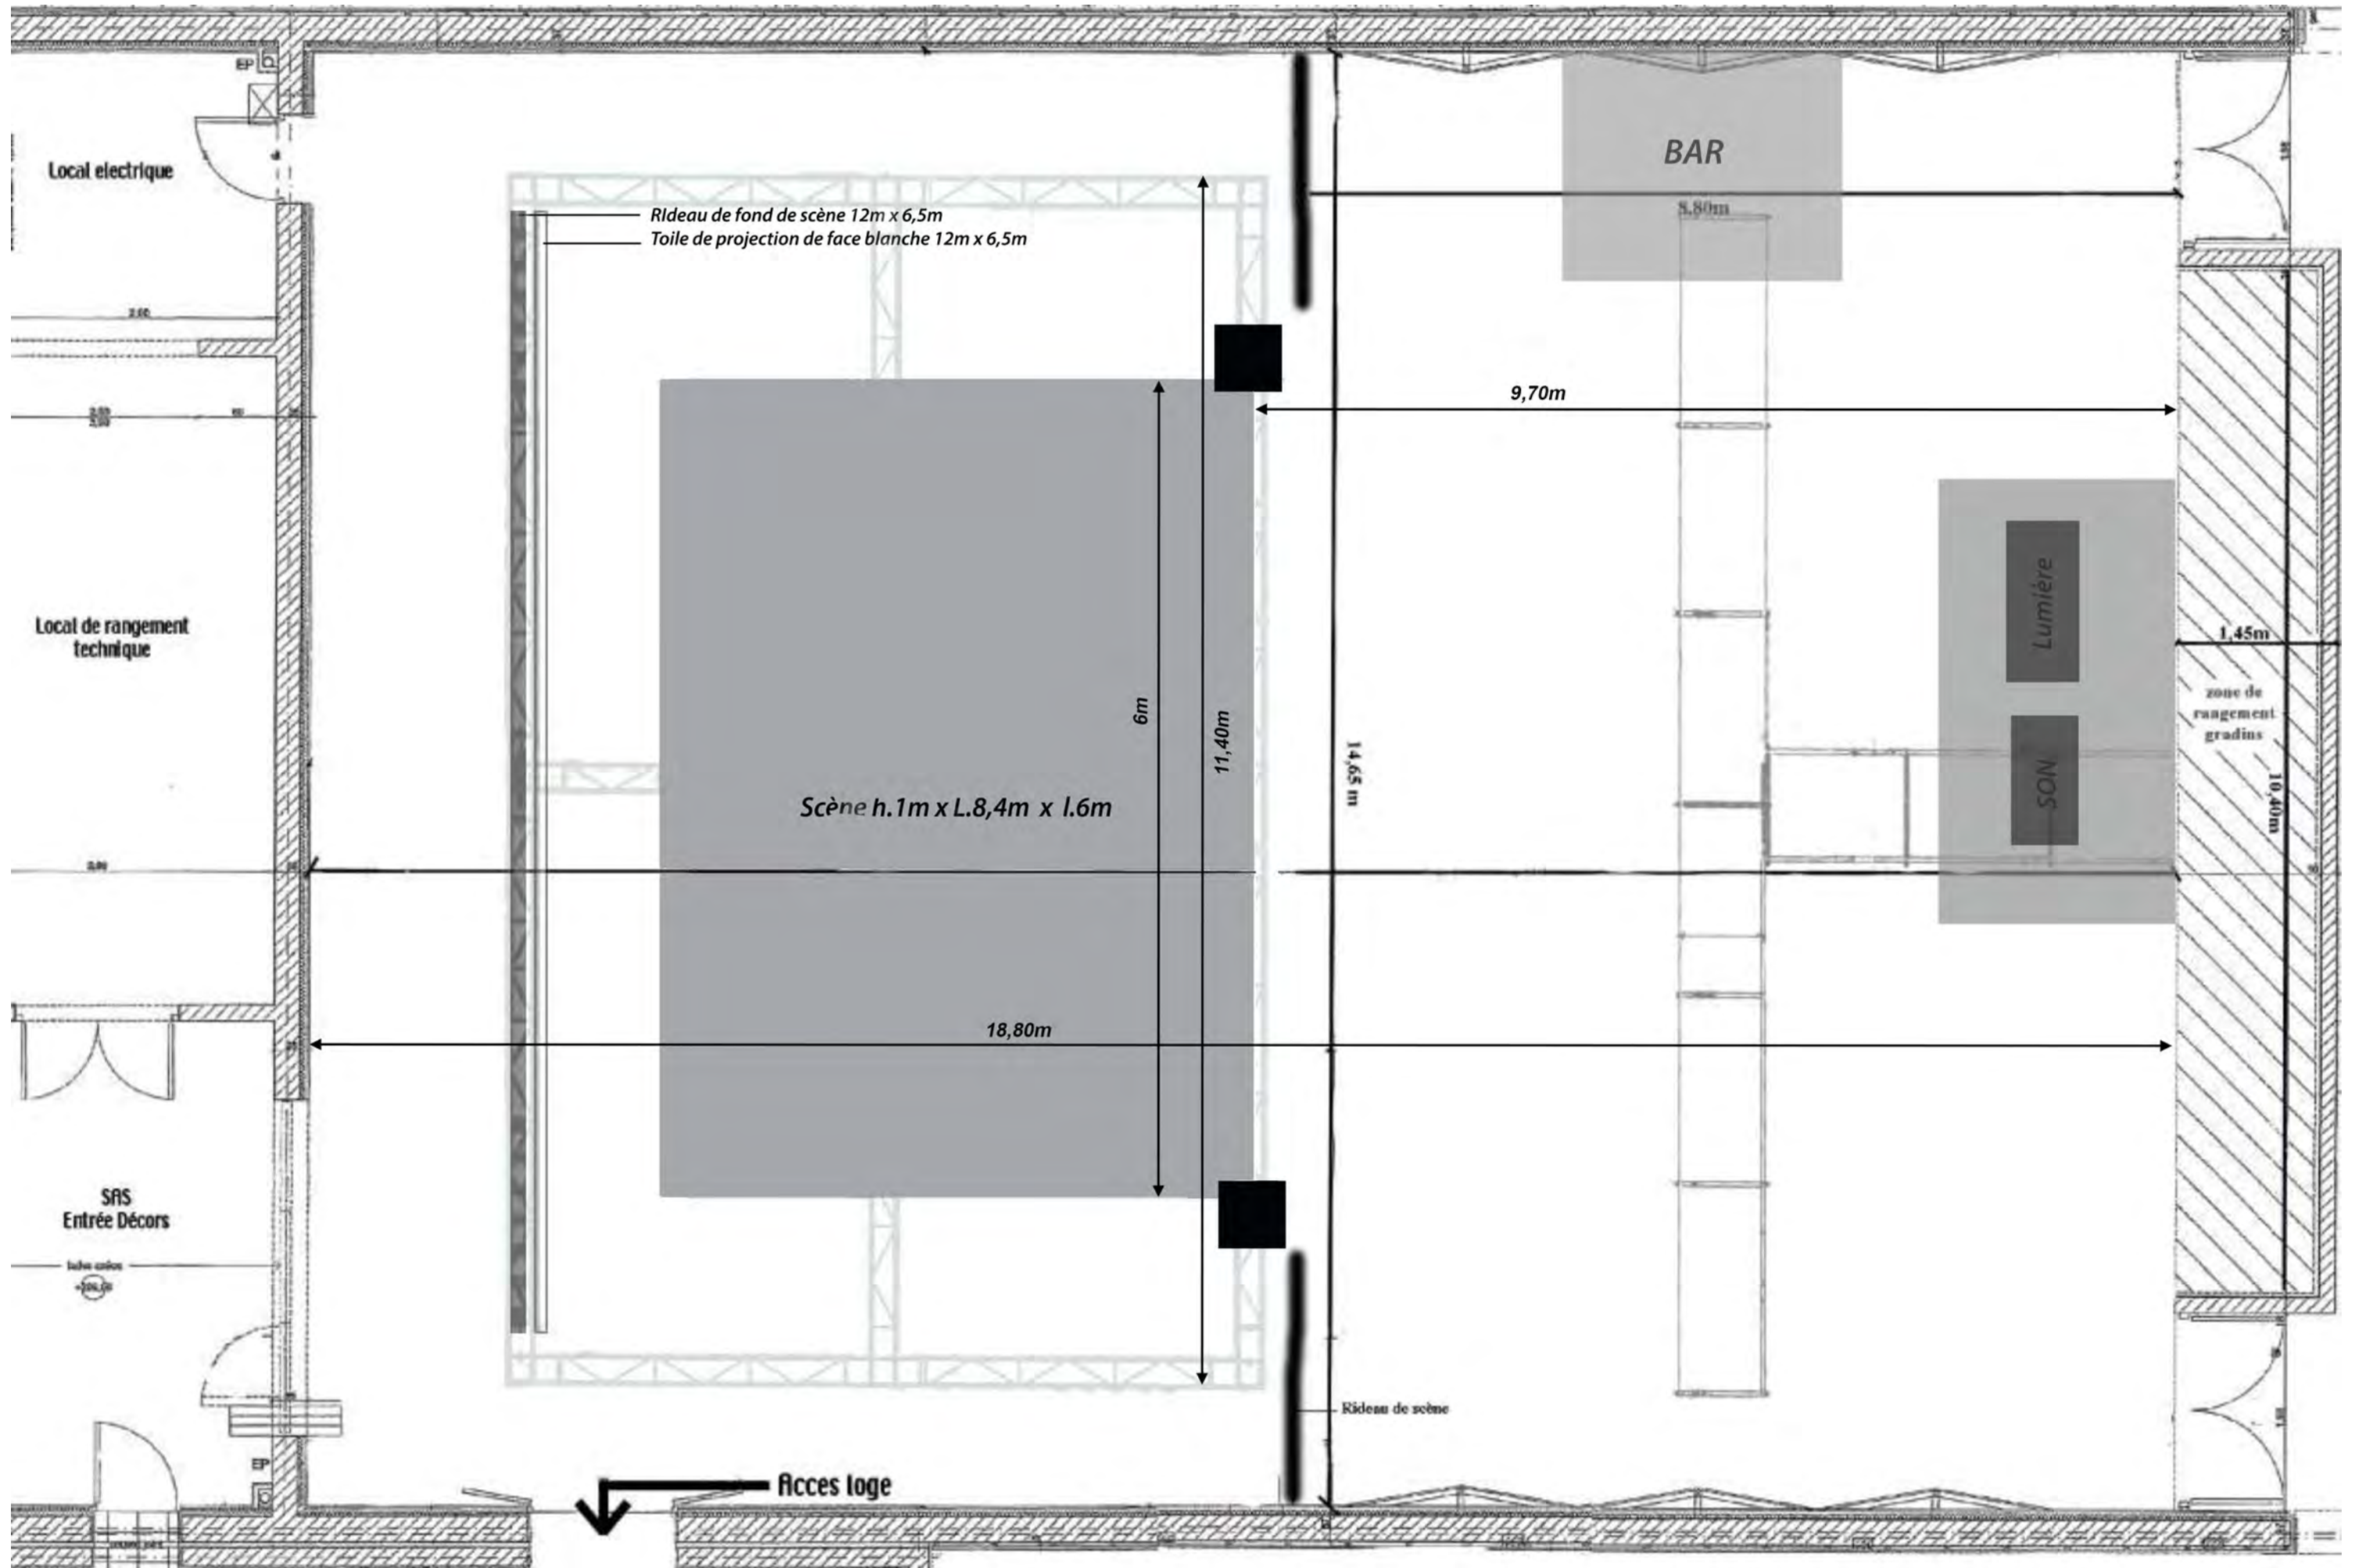 EP
Local electrique
BAR
8.80m
RIdeau de fond de scène 12m x 6,5m
Toile de projection de face blanche 12m x 6,5m
9,70m
Lumière
Local de rangement
technique
1,45m
zone de
rangement
gradins
6m
11,40m
14,65 m
SON
10,40m
Scène h.1m x L.8,4m x l.6m
18,80m
SAS
Entrée Décors
Rideau de scène
EP
Acces loge